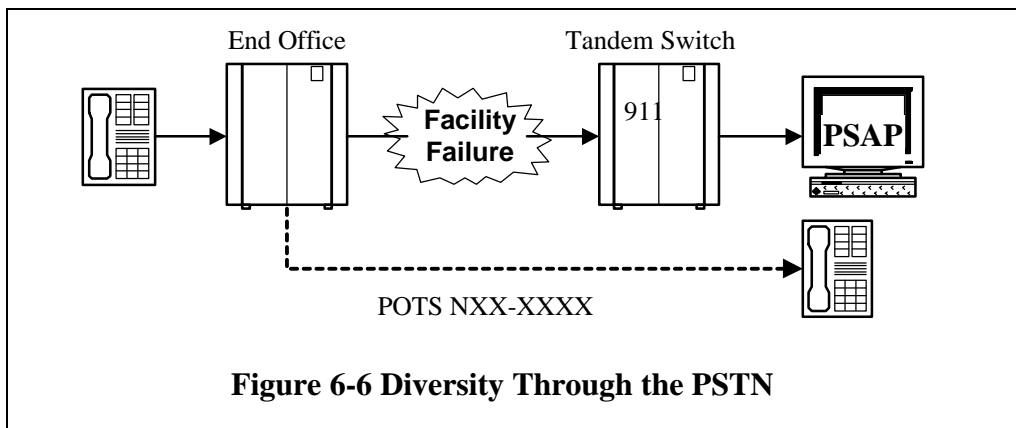 End Office
Tandem Switch
Facility
Failure
911
PSAP
POTS NXX-XXXX
Figure 6-6 Diversity Through the PSTN